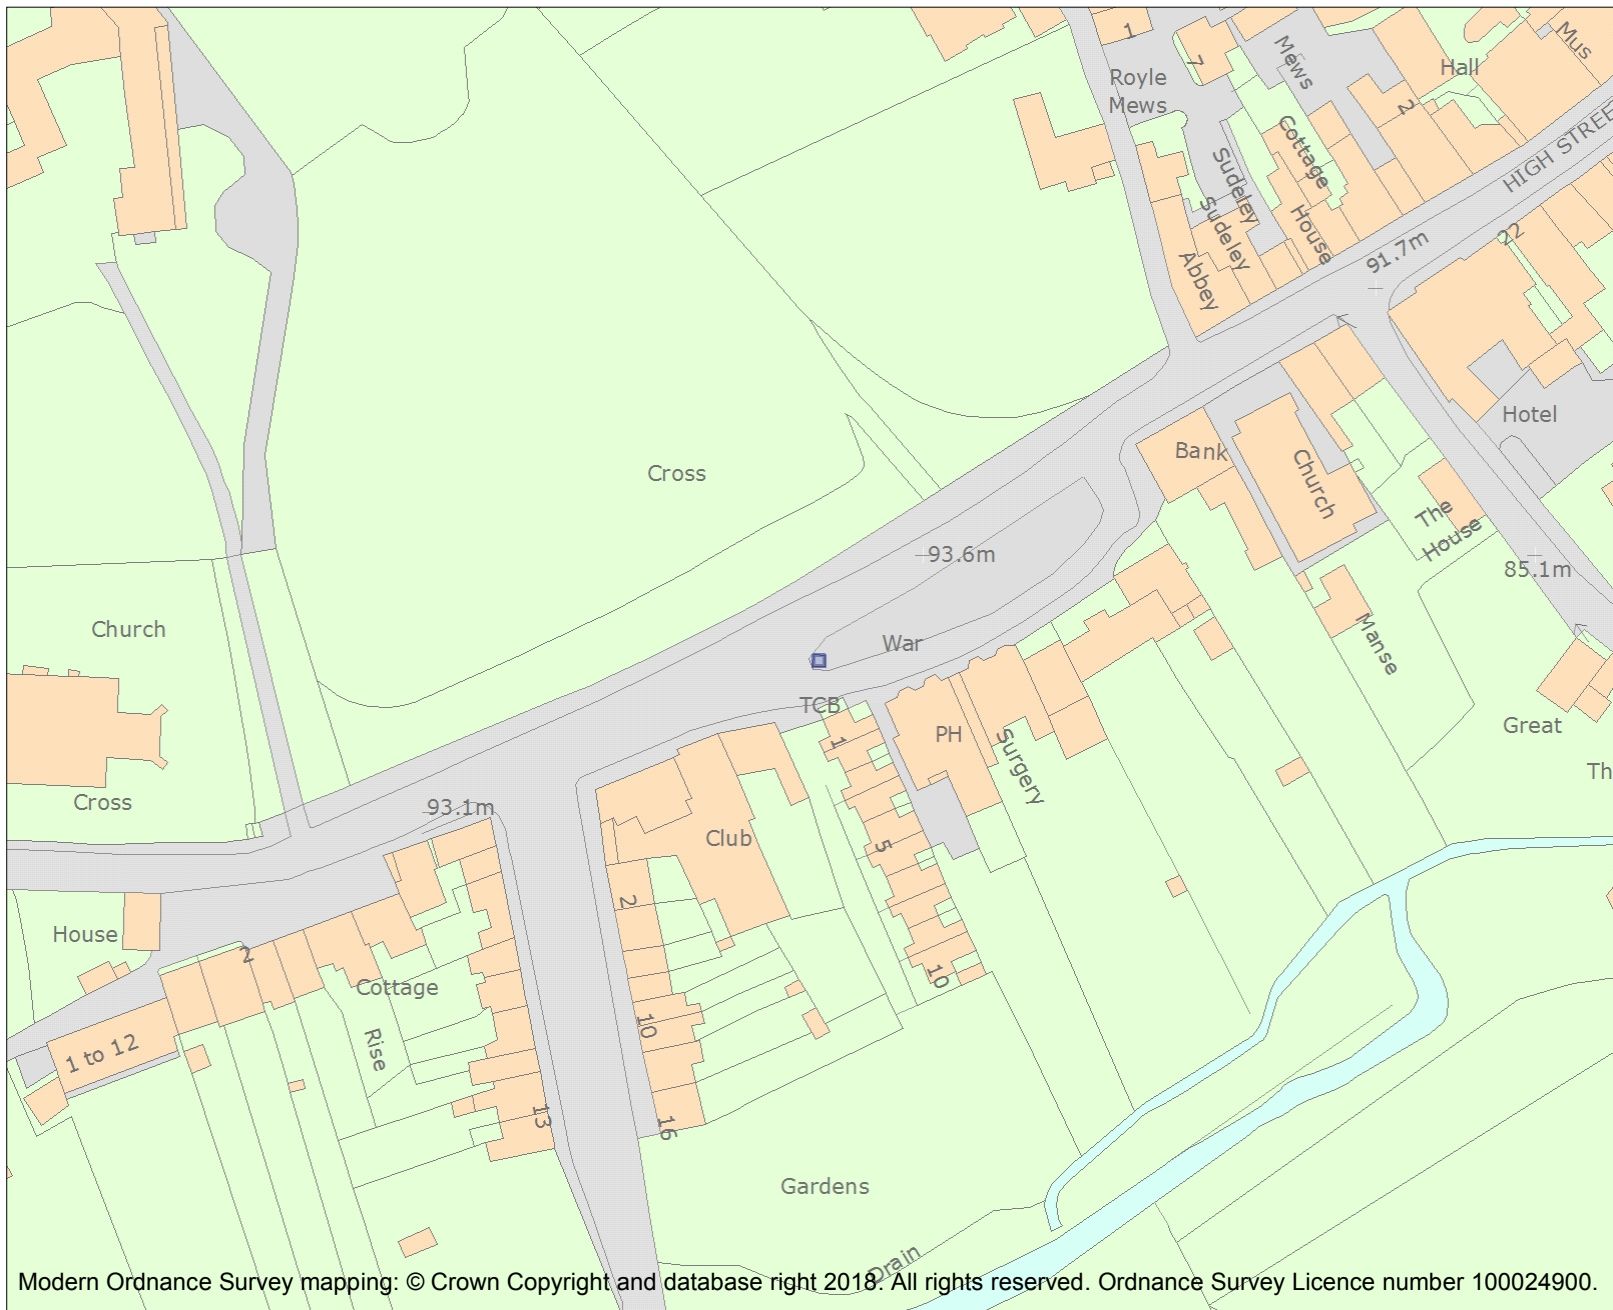 1
7
Mews
Hall
Mus
Royle
Mews
2
Cottage
House
HIGH STREE
Sudeley
Sudeley
Abbey
91.7m
22
Hotel
Bank
Church
The
House
85.1m
Cross
93.6m
Church
War
Manse
TCB
1
PH
Surgery
Great
Th
Cross
93.1m
Club
5
2
House
2
Cottage
10
10
Rise
1 to 12
13
16
Gardens
Drain
Modern Ordnance Survey mapping: © Crown Copyright and database right 2018. All rights reserved. Ordnance Survey Licence number 100024900.